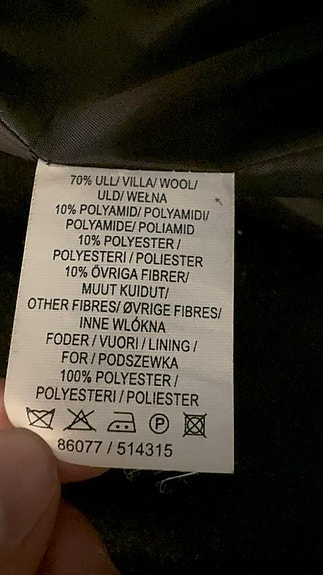 70% ULL/ VILLA/ WOOL/
ULD/ WEŁNA
10% POLYAMID/ POLYAMIDI/
POLYAMIDE/ POLIAMID
10% POLYESTER /
POLYESTERI / POLIESTER
10% ÖVRIGA FIBRER/
MUUT KUIDUT/
OTHER FIBRES/ ØVRIGE FIBRES/
INNE WLÓKNA
FODER / VUORI / LINING /
FOR / PODSZEWKA
100% POLYESTER /
POLYESTERI / POLIESTER
P
86077 / 514315